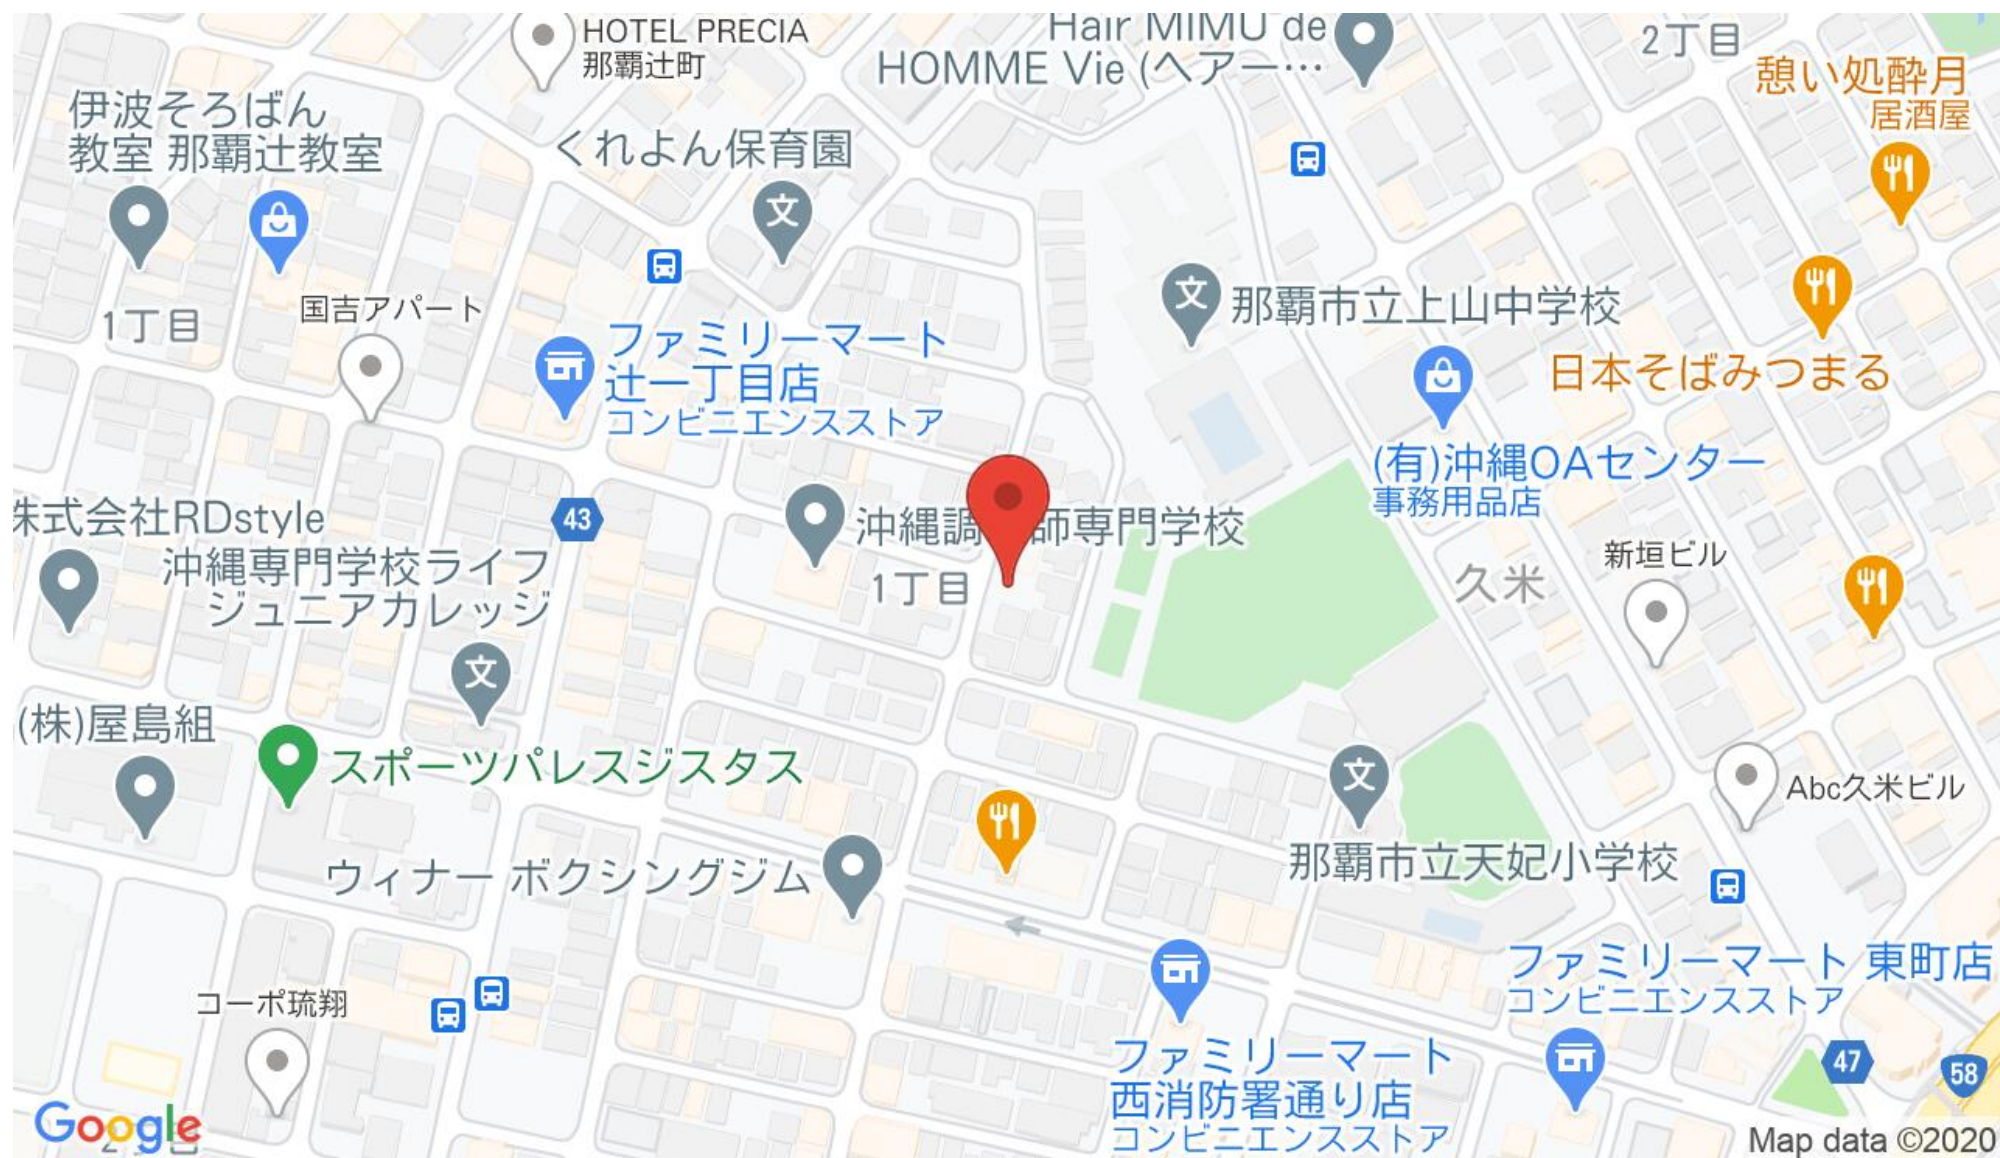 HOTEL PRECIA
那覇辻町
Hair MIMU de
HOMME Vie (ヘアー…
2丁目
憩い処酔月
居酒屋
伊波そろばん
教室 那覇辻教室
くれよん保育園
文
1丁目
国吉アパート
ファミリーマート
辻一丁目店
コンビニエンスストア
文
那覇市立上山中学校
日本そばみつまる
(有)沖縄OAセンター
事務用品店
株式会社RDstyle
43
沖縄調
師専門学校
沖縄専門学校ライフ
ジュニアカレッジ
文
1丁目
久米
新垣ビル
(株)屋島組
スポーツパレスジスタス
文
那覇市立天妃小学校
Abc久米ビル
ウィナー ボクシングジム
コーポ琉翔
ファミリーマート 東町店
コンビニエンスストア
ファミリーマート
西消防署通り店
コンビニエンスストア
47
58
Google
Map data ©2020